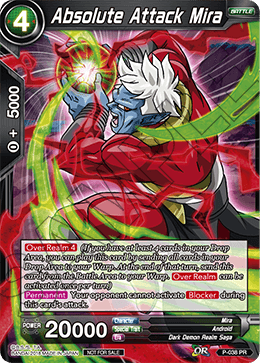 4
Absolute Attack Mira
BATTLE
0 + 5000
Over Realm 4 (If you have at least 4 cards in your Drop
Area, you can play this card by sending all cards in
your Drop Area to your Warp. At the end of that turn, send this
card from the Battle Area to your Warp. Over Realm can be
activated once per turn)
Permanent Your opponent cannot activate Blocker during
this card's attack.
POWER 20000
Character Mira
Special Trait Android
Era Dark Demon Realm Saga
NOT FOR SALE
P-038 PR